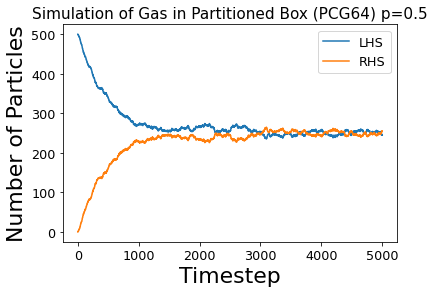 Simulation of Gas in Partitioned Box (PCG64) p=0.5
Number of Particles
500
400
300
200
100
0
LHS
RHS
0
1000
2000
3000
4000
5000
Timestep